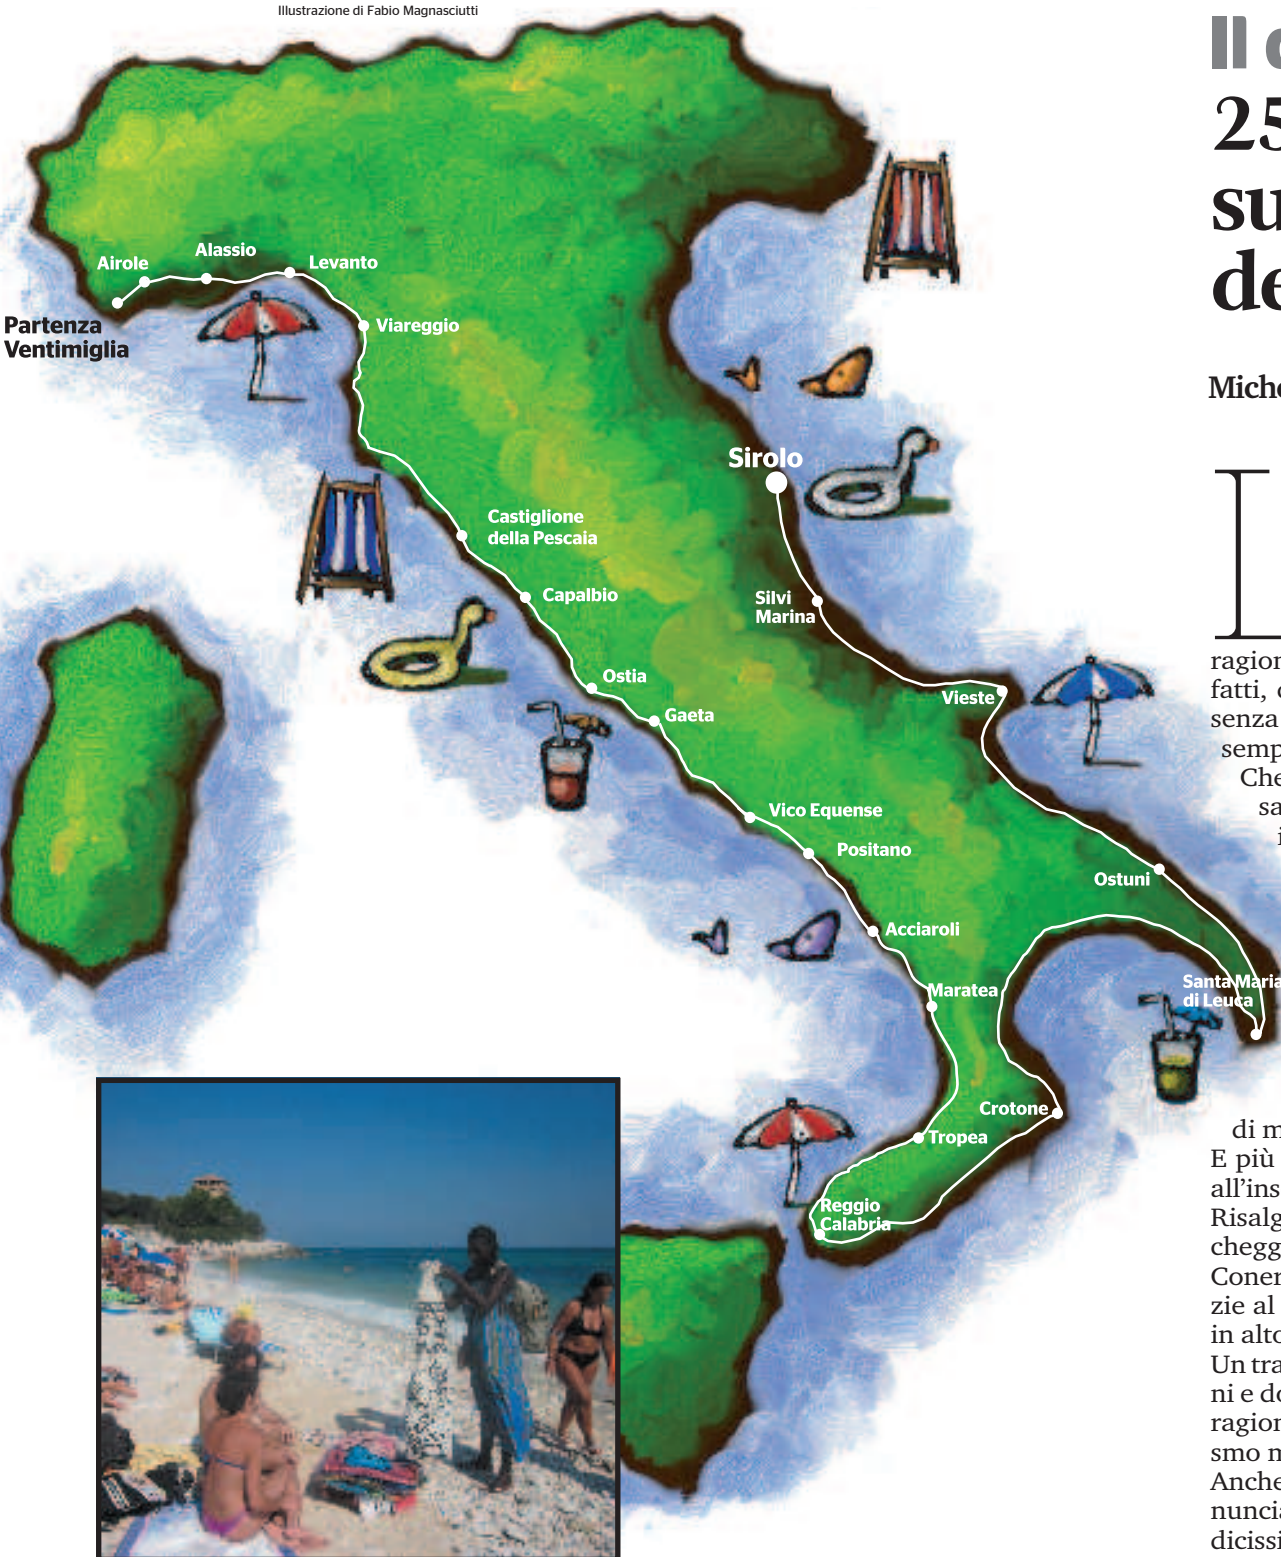 Illustrazione di Fabio Magnasciutti
Airole
Alassio
Levanto
Partenza
Ventimiglia
Viareggio
Sirolo
Castiglione
della Pescaia
Capalbio
Silvi
Marina
Ostia
Gaeta
Vieste
Vico Equense
Positano
Ostuni
Acciaroli
Maratea
Santa Maria
di Leuca
Crotone
Tropea
Reggio
Calabria
Il
25
su
de
Miche
I
ragion
fatti,
senza
semp
Che
sa
i
di m
E più
all'ins
Risalg
chegg
Coner
zie al
in alto
Un tra
ni e do
ragion
smo m
Anche
nuncia
dicissi